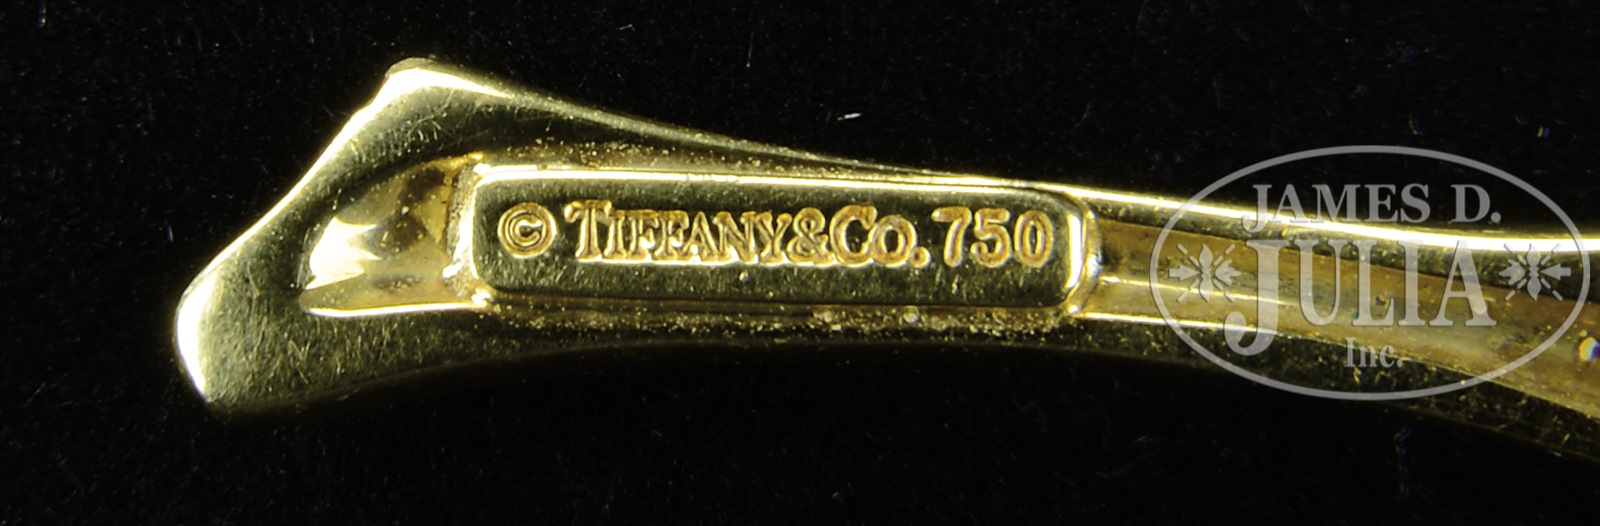 © TIFFANY & CO. 750
JAMES D.
JULIA
Inc.